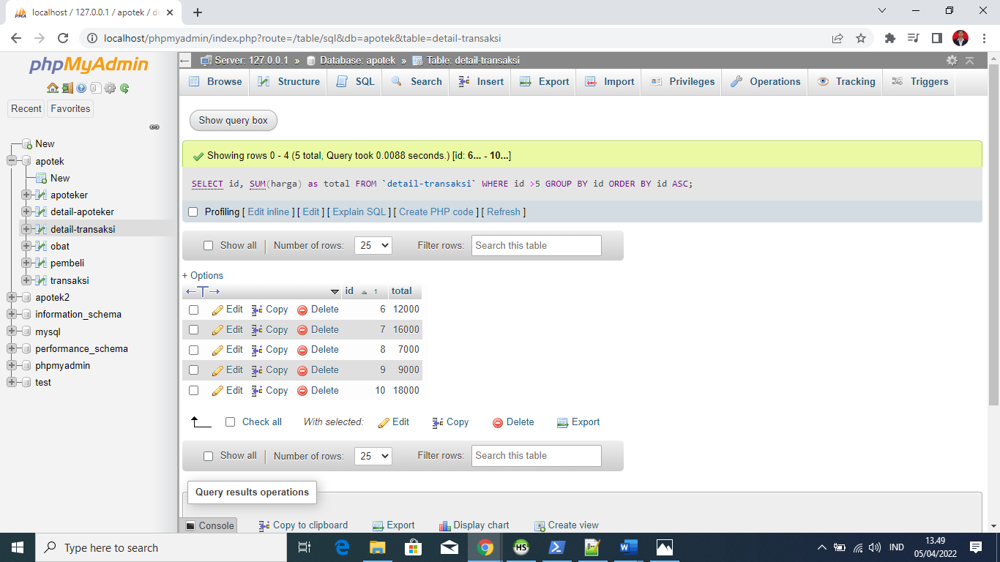 localhost / 127.0.0.1 / apotek / de
localhost/phpmyadmin/index.php?route=/table/sql&db=apotek&table=detail-transaksi
phpMyAdmin
Recent Favorites
New
apotek
New
apoteker
detail-apoteker
detail-transaksi
obat
pembeli
transaksi
apotek2
information_schema
mysql
performance_schema
phpmyadmin
test
Server: 127.0.0.1 » Database: apotek » Table: detail-transaksi
Browse Structure SQL Search Insert Export Import Privileges Operations Tracking Triggers
Show query box
Showing rows 0 - 4 (5 total, Query took 0.0088 seconds.) [id: 6... - 10...]
SELECT id, SUM(harga) as total FROM `detail-transaksi` WHERE id >5 GROUP BY id ORDER BY id ASC;
Profiling [ Edit inline ] [ Edit ] [ Explain SQL ] [ Create PHP code ] [ Refresh ]
Show all Number of rows: 25 Filter rows: Search this table
+ Options
←T→ id 1 total
Edit Copy Delete 6 12000
Edit Copy Delete 7 16000
Edit Copy Delete 8 7000
Edit Copy Delete 9 9000
Edit Copy Delete 10 18000
Check all With selected: Edit Copy Delete Export
Show all Number of rows: 25 Filter rows: Search this table
Query results operations
Console Copy to clipboard Export Display chart Create view
Type here to search
HS
IND
13.49
05/04/2022